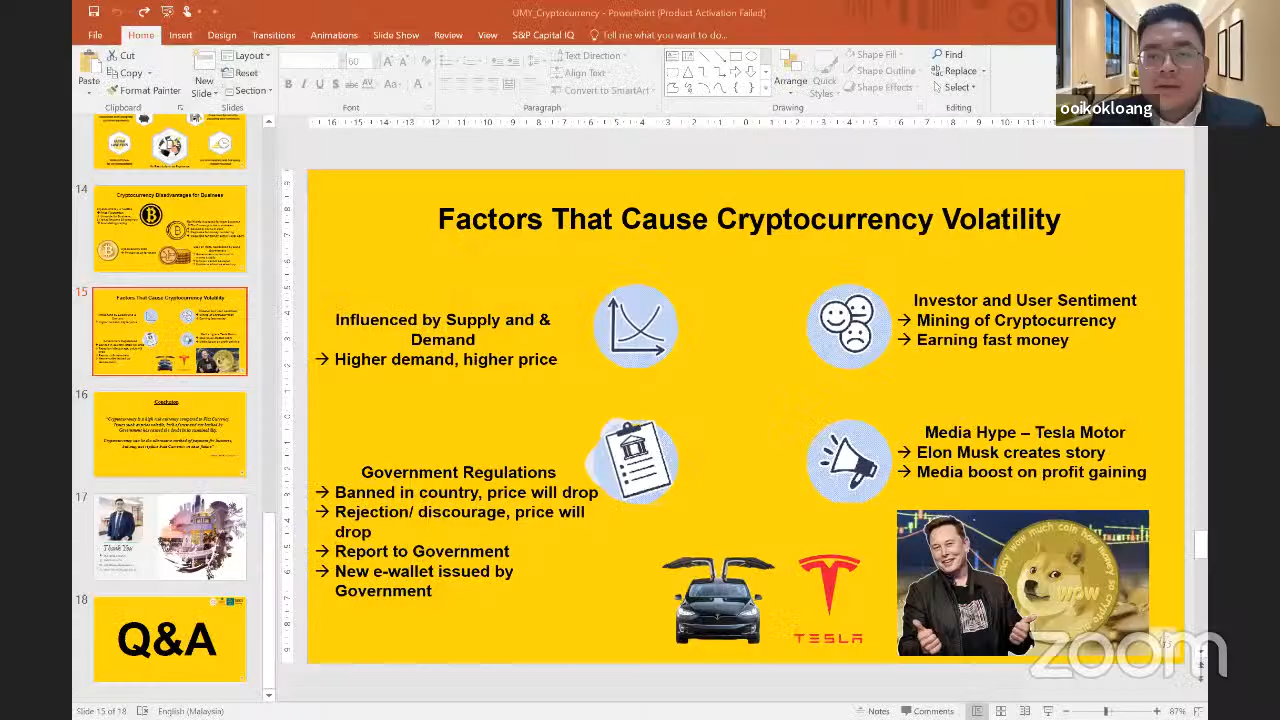 UMY_Cryptocurrency - PowerPoint (Product Activation Failed)
File Home Insert Design Transitions Animations Slide Show Review View S&P Capital IQ Tell me what you want to do...
Paste
Cut
Copy
Format Painter
Clipboard
New Slide
Layout
Reset
Section
Slides
60
Font
Text Direction
Align Text
Convert to SmartArt
Paragraph
Arrange
Quick Styles
Shape Fill
Shape Outline
Shape Effects
Drawing
Find
Replace
Select
Editing
ooikokloang
14
Cryptocurrency Disadvantages for Business
15
Factors That Cause Cryptocurrency Volatility
16
Conclusion
17
Thank You
18
Q&A
Factors That Cause Cryptocurrency Volatility
Influenced by Supply and &
Demand
→ Higher demand, higher price
Investor and User Sentiment
→ Mining of Cryptocurrency
→ Earning fast money
Government Regulations
→ Banned in country, price will drop
→ Rejection/ discourage, price will
drop
→ Report to Government
→ New e-wallet issued by
Government
Media Hype – Tesla Motor
→ Elon Musk creates story
→ Media boost on profit gaining
TESLA
WOW
15
zoom
Slide 15 of 18 English (Malaysia)
Notes Comments 87%